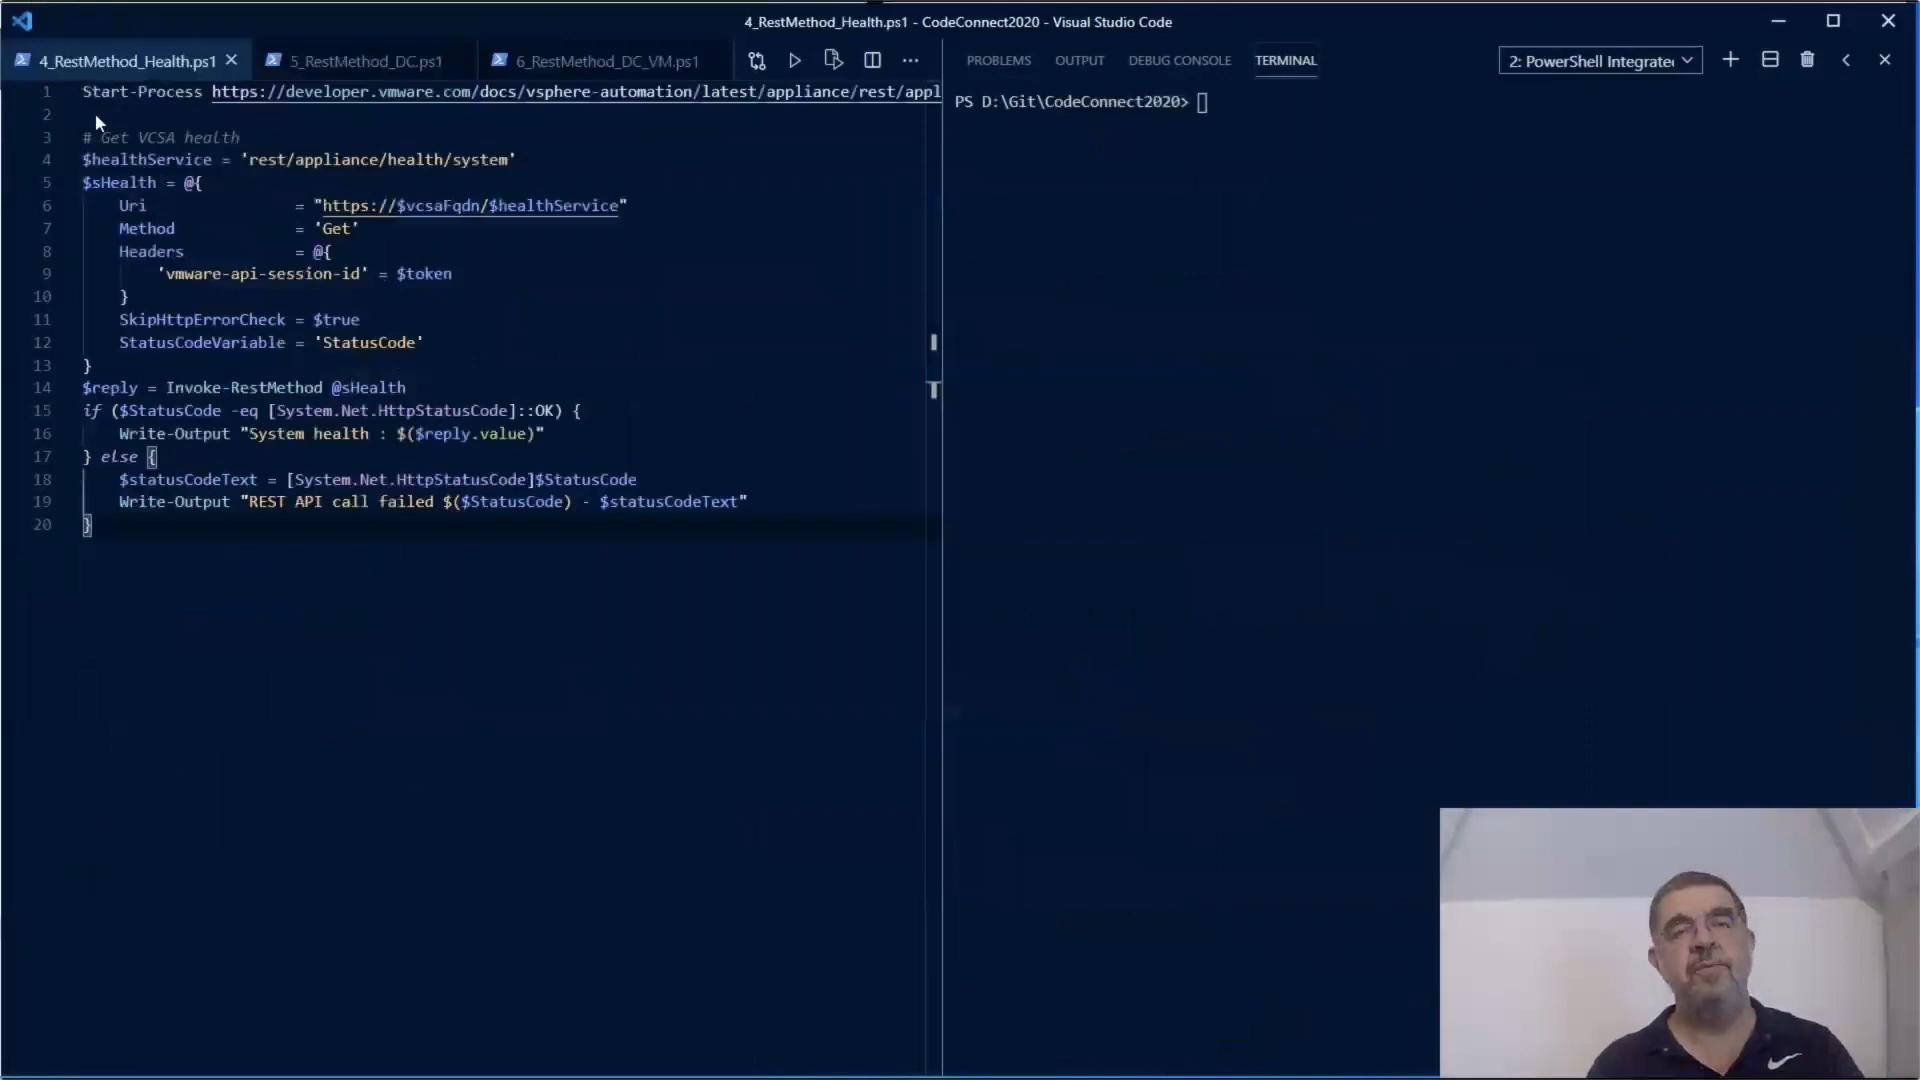 4_RestMethod_Health.ps1 - CodeConnect2020 - Visual Studio Code
4_RestMethod_Health.ps1
5_RestMethod_DC.ps1
6_RestMethod_DC_VM.ps1
1 Start-Process https://developer.vmware.com/docs/vsphere-automation/latest/appliance/rest/appl
2
3 # Get VCSA health
4 $healthService = 'rest/appliance/health/system'
5 $sHealth = @{
6 Uri = "https://$vcsaFqdn/$healthService"
7 Method = 'Get'
8 Headers = @{
9 'vmware-api-session-id' = $token
10 }
11 SkipHttpErrorCheck = $true
12 StatusCodeVariable = 'StatusCode'
13 }
14 $reply = Invoke-RestMethod @sHealth
15 if ($StatusCode -eq [System.Net.HttpStatusCode]::OK) {
16 Write-Output "System health : $($reply.value)"
17 } else {
18 $statusCodeText = [System.Net.HttpStatusCode]$StatusCode
19 Write-Output "REST API call failed $($StatusCode) - $statusCodeText"
20 }
PROBLEMS OUTPUT DEBUG CONSOLE TERMINAL
2: PowerShell Integrated
PS D:\Git\CodeConnect2020>